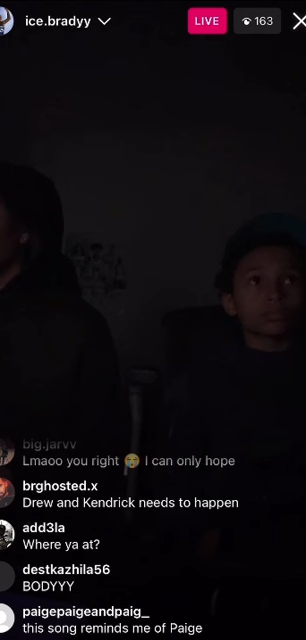 ice.bradyy
LIVE
163
big.jarvv
Lmaoo you right 😪 I can only hope
brghosted.x
Drew and Kendrick needs to happen
add3la
Where ya at?
destkazhila56
BODYYY
paigepaigeandpaig_
this song reminds me of Paige